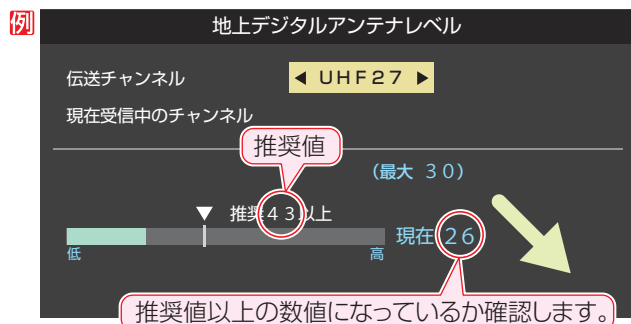 例
地上デジタルアンテナレベル
伝送チャンネル ◀ UHF27 ▶
現在受信中のチャンネル
推奨値
(最大 30)
▼ 推奨43以上
現在 26
低 高
推奨値以上の数値になっているか確認します。